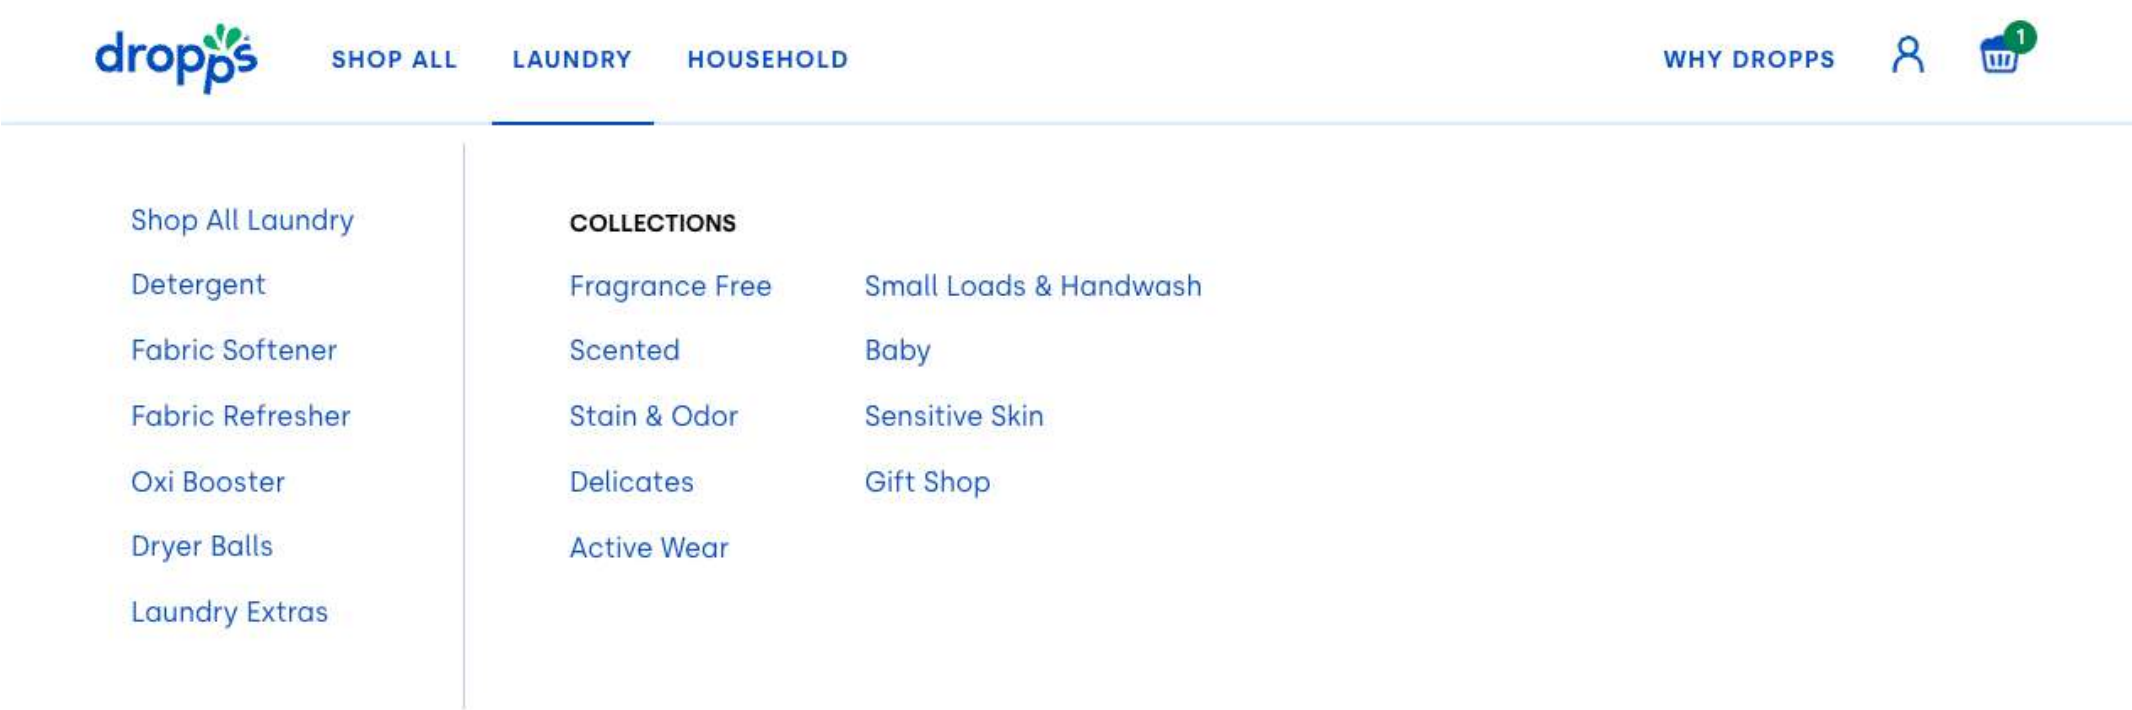 dropps
SHOP ALL
LAUNDRY
HOUSEHOLD
WHY DROPPS
1
Shop All Laundry
Detergent
Fabric Softener
Fabric Refresher
Oxi Booster
Dryer Balls
Laundry Extras
COLLECTIONS
Fragrance Free
Scented
Stain & Odor
Delicates
Active Wear
Small Loads & Handwash
Baby
Sensitive Skin
Gift Shop